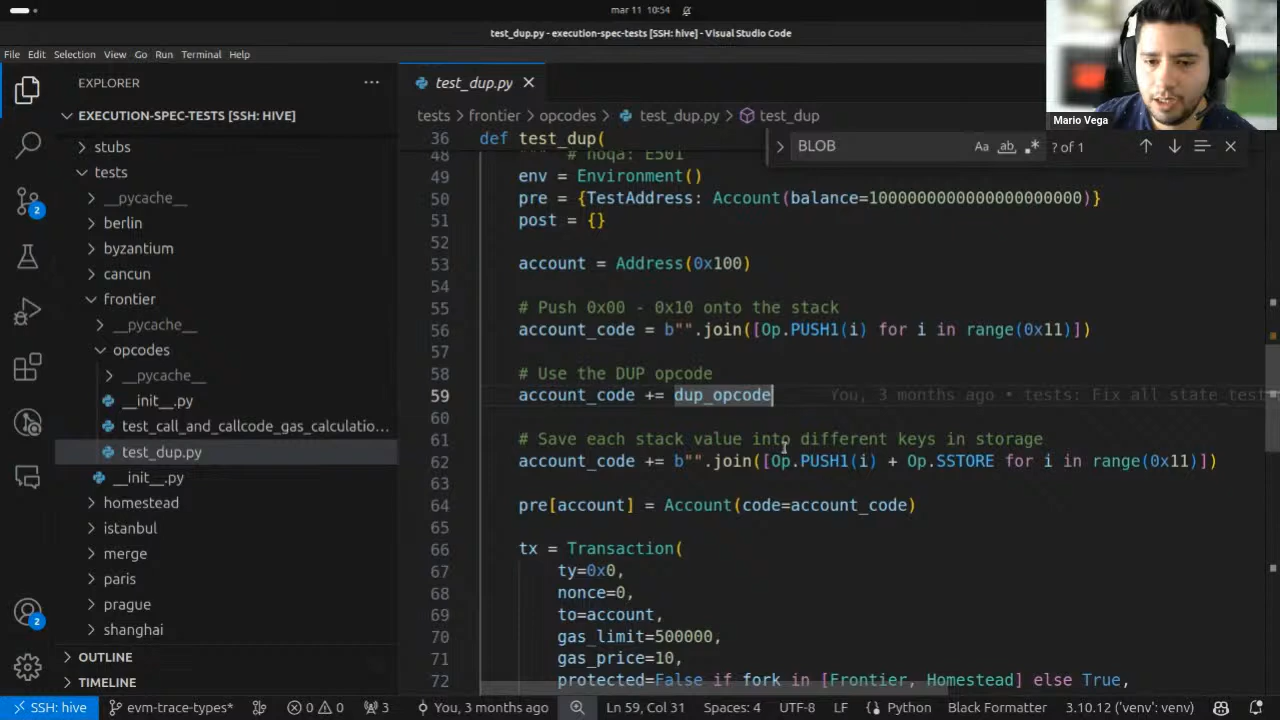 mar 11 10:54
test_dup.py - execution-spec-tests [SSH: hive] - Visual Studio Code
File Edit Selection View Go Run Terminal Help
EXPLORER
EXECUTION-SPEC-TESTS [SSH: HIVE]
stubs
tests
__pycache__
berlin
byzantium
cancun
frontier
__pycache__
opcodes
__pycache__
__init__.py
test_call_and_callcode_gas_calculatio...
test_dup.py
__init__.py
homestead
istanbul
merge
paris
prague
shanghai
OUTLINE
TIMELINE
2
2
test_dup.py
tests > frontier > opcodes > test_dup.py > test_dup
BLOB
Aa ab .* ? of 1
Mario Vega
36 def test_dup(
48 """ # noqa: E501
49 env = Environment()
50 pre = {TestAddress: Account(balance=1000000000000000000000)}
51 post = {}
52
53 account = Address(0x100)
54
55 # Push 0x00 - 0x10 onto the stack
56 account_code = b"".join([Op.PUSH1(i) for i in range(0x11)])
57
58 # Use the DUP opcode
59 account_code += dup_opcode You, 3 months ago • tests: Fix all state_test
60
61 # Save each stack value into different keys in storage
62 account_code += b"".join([Op.PUSH1(i) + Op.SSTORE for i in range(0x11)])
63
64 pre[account] = Account(code=account_code)
65
66 tx = Transaction(
67 ty=0x0,
68 nonce=0,
69 to=account,
70 gas_limit=500000,
71 gas_price=10,
72 protected=False if fork in [Frontier, Homestead] else True,
SSH: hive evm-trace-types* 0 0 3 You, 3 months ago Ln 59, Col 31 Spaces: 4 UTF-8 LF Python Black Formatter 3.10.12 ('venv': venv)